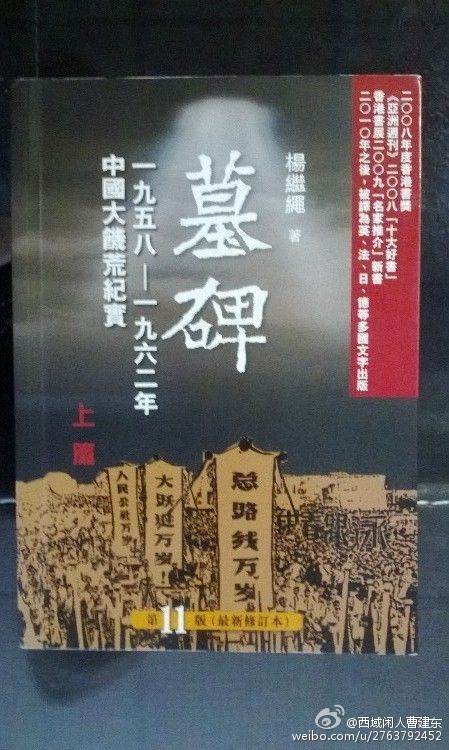 二〇〇八年度香港書獎
《亞洲週刊》二〇〇八「十大好書」
香港書展二〇〇九「名家推介」新書
二〇一〇年之後，被譯為英、法、日、德等多國文字出版
楊繼繩 著
墓碑
一九五八—一九六二年
中國大饑荒紀實
上篇
总路线万岁！
大跃进万岁！
人民公社万岁
第11版(最新修訂本)
@西域闲人曹建东
weibo.com/u/2763792452